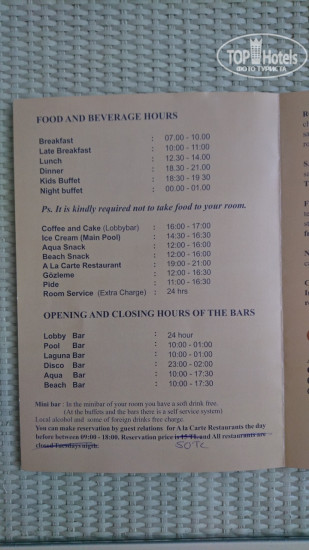 TOP Hotels
ФОТО ТУРИСТА
FOOD AND BEVERAGE HOURS
Breakfast : 07.00 - 10.00
Late Breakfast : 10:00 - 11:00
Lunch : 12.30 - 14.00
Dinner : 18.30 - 21.00
Kids Buffet : 18:30 - 19 30
Night buffet : 00.00 - 01.00
Ps. It is kindly required not to take food to your room.
Coffee and Cake (Lobbybar) : 16:00 - 17:00
Ice Cream (Main Pool) : 14:30 - 16:30
Aqua Snack : 12:00 - 16:00
Beach Snack : 12:00 - 16:00
A La Carte Restaurant : 19:00 - 21:00
Gözleme : 12:00 - 16:30
Pide : 11:00 - 16:30
Room Service (Extra Charge) : 24 hrs
OPENING AND CLOSING HOURS OF THE BARS
Lobby Bar : 24 hour
Pool Bar : 10:00 - 01:00
Laguna Bar : 10:00 - 01:00
Disco Bar : 23:00 - 02:00
Aqua Bar : 10:00 - 17:30
Beach Bar : 10:00 - 17:30
Mini bar : In the minibar of your room you have a soft drink free.
(At the buffets and the bars there is a self service system)
Local alcohol and some of foreign drinks free charge.
You can make reservation by guest relations for A la Carte Restaurants the day
before between 09:00 - 18:00. Reservation price is 15 TL and All restaurants are
50TL